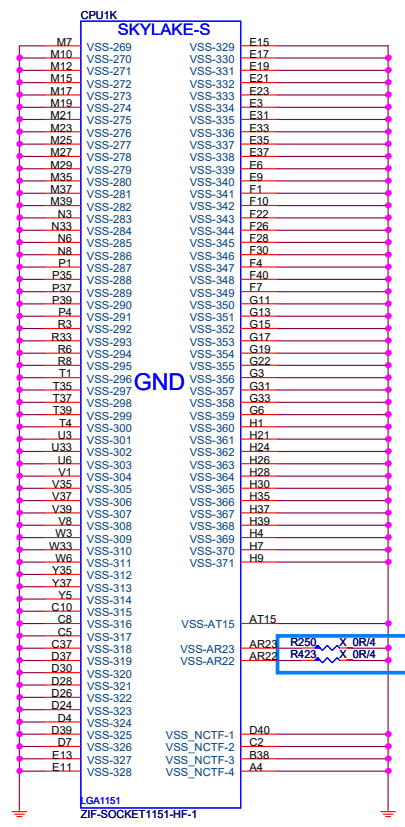 CPU1K
SKYLAKE-S
M7 VSS-269 VSS-329 E15
M10 VSS-270 VSS-330 E17
M12 VSS-271 VSS-331 E19
M15 VSS-272 VSS-332 E21
M17 VSS-273 VSS-333 E23
M19 VSS-274 VSS-334 E3
M21 VSS-275 VSS-335 E31
M23 VSS-276 VSS-336 E33
M25 VSS-277 VSS-337 E35
M27 VSS-278 VSS-338 E37
M29 VSS-279 VSS-339 E6
M35 VSS-280 VSS-340 E9
M37 VSS-281 VSS-341 F1
M39 VSS-282 VSS-342 F10
N3 VSS-283 VSS-343 F22
N33 VSS-284 VSS-344 F26
N6 VSS-285 VSS-345 F28
N8 VSS-286 VSS-346 F30
P1 VSS-287 VSS-347 F4
P35 VSS-288 VSS-348 F40
P37 VSS-289 VSS-349 F7
P39 VSS-290 VSS-350 G11
P4 VSS-291 VSS-351 G13
R3 VSS-292 VSS-352 G15
R33 VSS-293 VSS-353 G17
R6 VSS-294 VSS-354 G19
R8 VSS-295 VSS-355 G22
T1 VSS-296 VSS-356 G3
GND
T35 VSS-297 VSS-357 G31
T37 VSS-298 VSS-358 G33
T39 VSS-299 VSS-359 G6
T4 VSS-300 VSS-360 H1
U3 VSS-301 VSS-361 H21
U33 VSS-302 VSS-362 H24
U6 VSS-303 VSS-363 H26
V1 VSS-304 VSS-364 H28
V35 VSS-305 VSS-365 H30
V37 VSS-306 VSS-366 H35
V39 VSS-307 VSS-367 H37
V8 VSS-308 VSS-368 H39
W3 VSS-309 VSS-369 H4
W33 VSS-310 VSS-370 H7
W6 VSS-311 VSS-371 H9
Y35 VSS-312
Y37 VSS-313
Y5 VSS-314
C10 VSS-315
C8 VSS-316 VSS-AT15 AT15
C5 VSS-317
C37 VSS-318 VSS-AR23 AR23 R250 X_0R/4
D37 VSS-319 VSS-AR22 AR22 R423 X_0R/4
D30 VSS-320
D28 VSS-321
D26 VSS-322
D24 VSS-323
D4 VSS-324
D39 VSS-325 VSS_NCTF-1 D40
D7 VSS-326 VSS_NCTF-2 C2
E13 VSS-327 VSS_NCTF-3 B38
E11 VSS-328 VSS_NCTF-4 A4
LGA1151
ZIF-SOCKET1151-HF-1